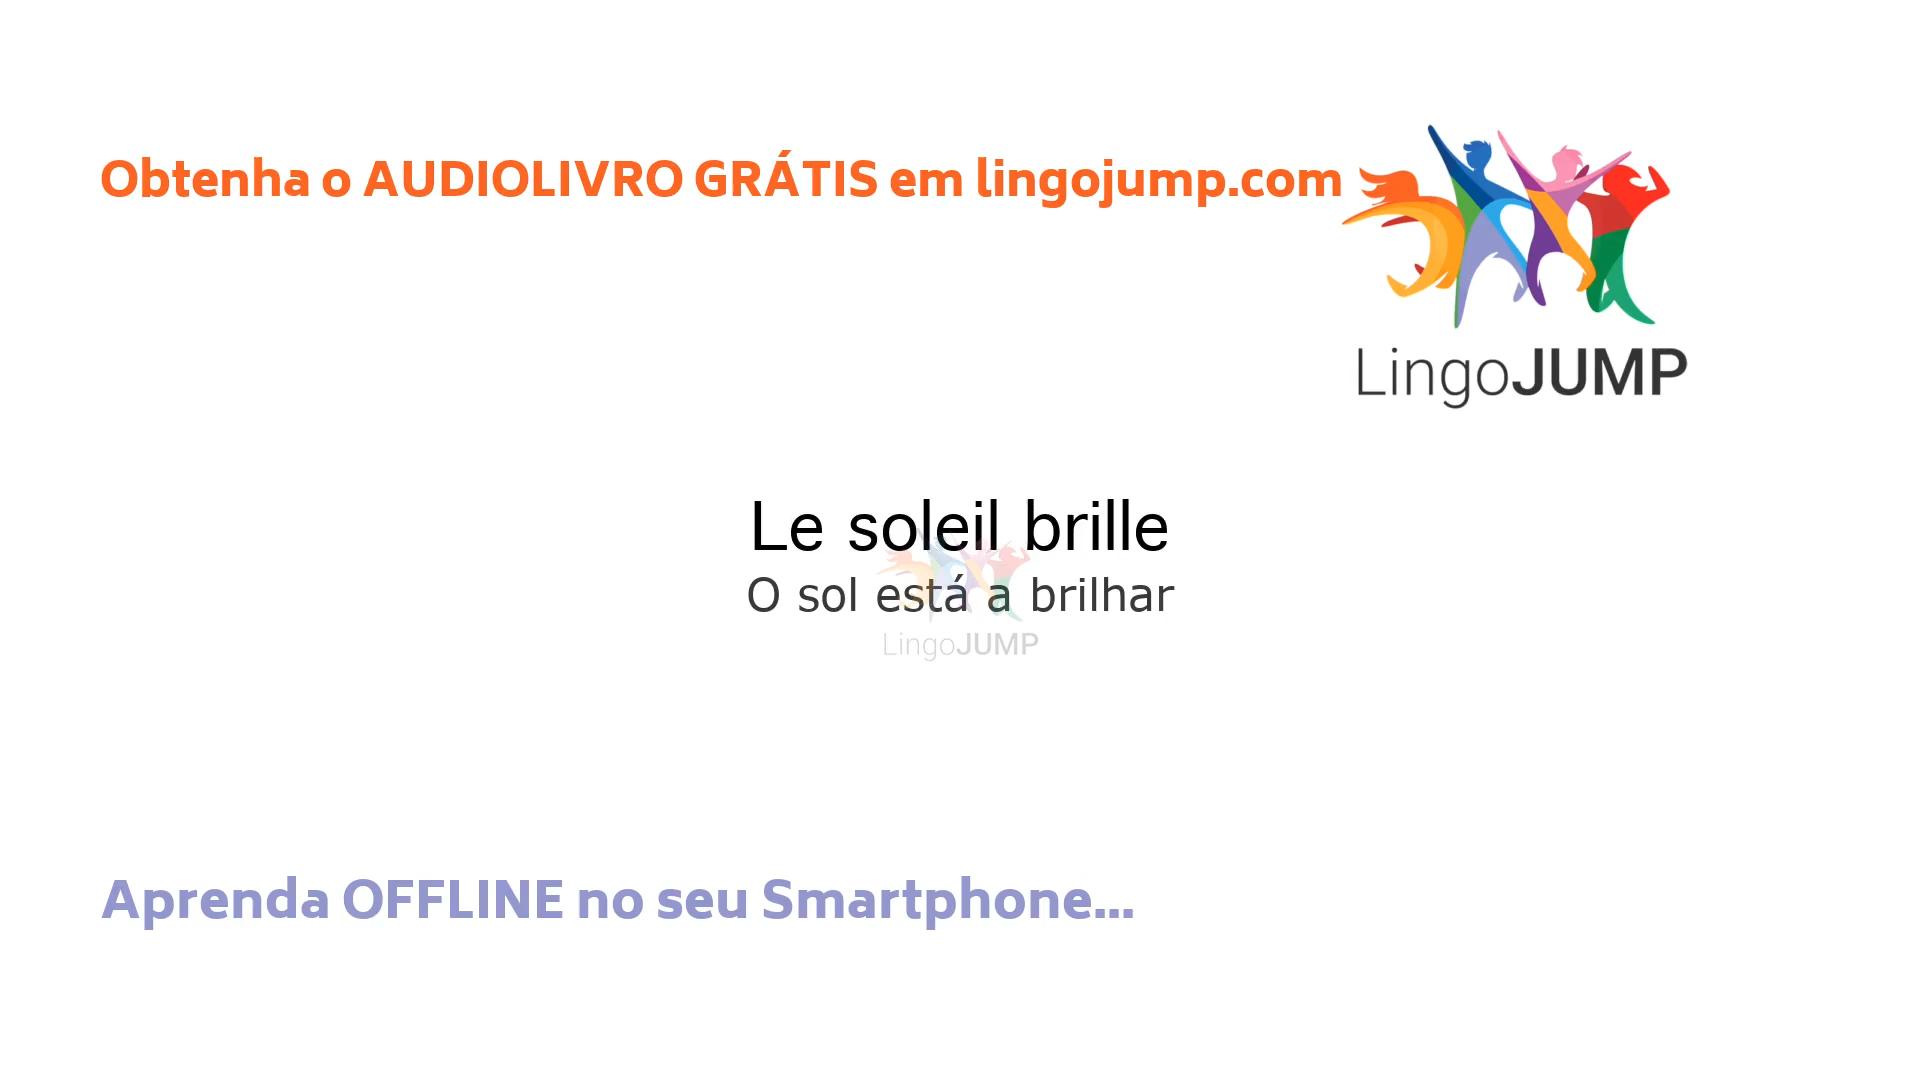 Obtenha o AUDIOLIVRO GRÁTIS em lingojump.com
LingoJUMP
Le soleil brille
O sol está a brilhar
LingoJUMP
Aprenda OFFLINE no seu Smartphone...